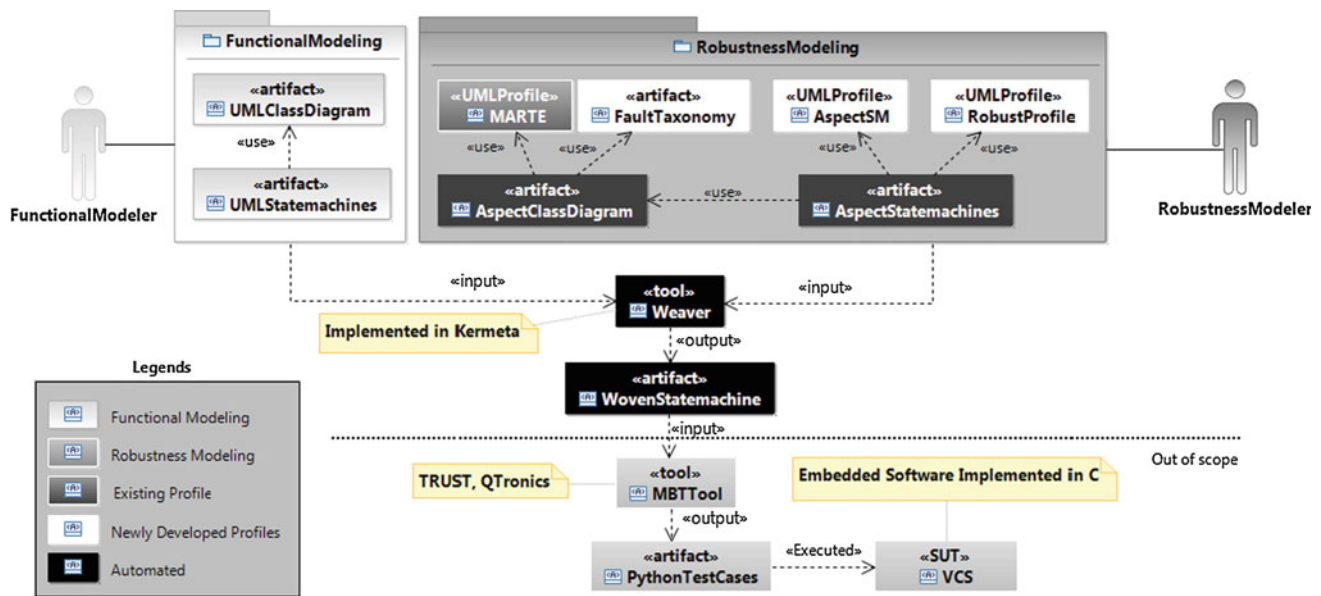 FunctionalModeling
«artifact»
UMLClassDiagram
«use»
«artifact»
UMLStatemachines
FunctionalModeler
RobustnessModeling
«UMLProfile»
MARTE
«artifact»
FaultTaxonomy
«UMLProfile»
AspectSM
«UMLProfile»
RobustProfile
«use»
«use»
«use»
«use»
«artifact»
AspectClassDiagram
«use»
«artifact»
AspectStatemachines
RobustnessModeler
«input»
«input»
«tool»
Weaver
Implemented in Kermeta
«output»
«artifact»
WovenStatemachine
«input»
Out of scope
TRUST, QTronics
«tool»
MBTTool
Embedded Software Implemented in C
«output»
«artifact»
PythonTestCases
«Executed»
«SUT»
VCS
Legends
Functional Modeling
Robustness Modeling
Existing Profile
Newly Developed Profiles
Automated